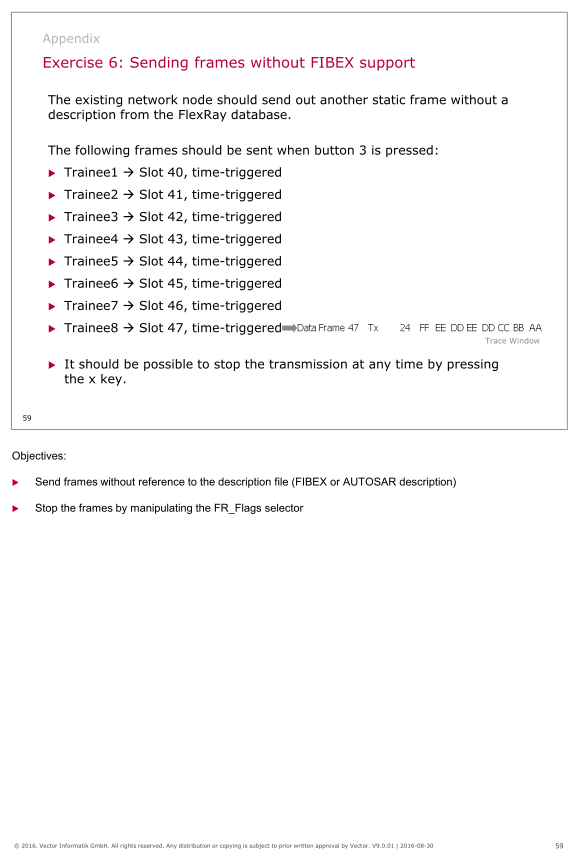 Appendix
Exercise 6: Sending frames without FIBEX support
The existing network node should send out another static frame without a
description from the FlexRay database.
The following frames should be sent when button 3 is pressed:
► Trainee1 → Slot 40, time-triggered
► Trainee2 → Slot 41, time-triggered
► Trainee3 → Slot 42, time-triggered
► Trainee4 → Slot 43, time-triggered
► Trainee5 → Slot 44, time-triggered
► Trainee6 → Slot 45, time-triggered
► Trainee7 → Slot 46, time-triggered
► Trainee8 → Slot 47, time-triggered ➡ Data Frame 47 Tx 24 FF EE DD EE DD CC BB AA
Trace Window
► It should be possible to stop the transmission at any time by pressing
the x key.
59
Objectives:
► Send frames without reference to the description file (FIBEX or AUTOSAR description)
► Stop the frames by manipulating the FR_Flags selector
© 2016. Vector Informatik GmbH. All rights reserved. Any distribution or copying is subject to prior written approval by Vector. V9.0.01 | 2016-08-30 59